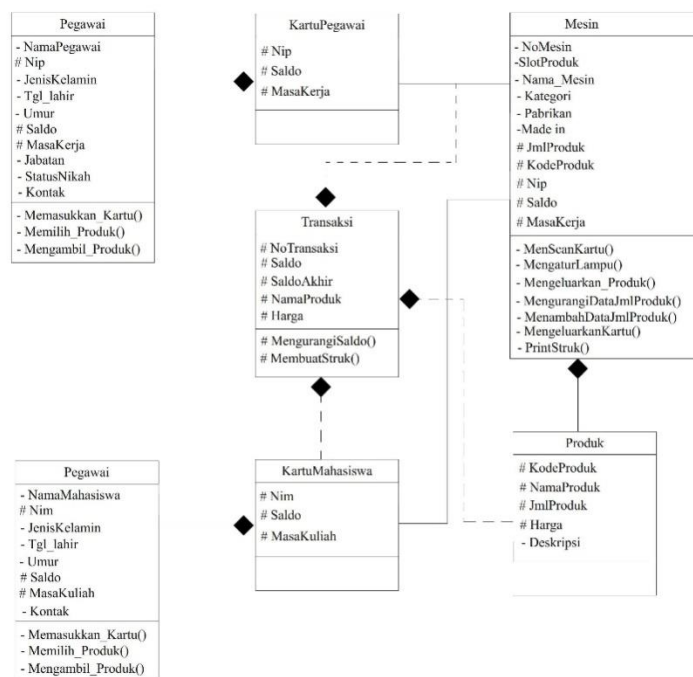 Pegawai
- NamaPegawai
# Nip
- JenisKelamin
- Tgl_lahir
- Umur
# Saldo
# MasaKerja
- Jabatan
- StatusNikah
- Kontak
- Memasukkan_Kartu()
- Memilih_Produk()
- Mengambil_Produk()
KartuPegawai
# Nip
# Saldo
# MasaKerja
Mesin
- NoMesin
-SlotProduk
- Nama_Mesin
- Kategori
- Pabrikan
-Made in
# JmlProduk
# KodeProduk
# Nip
# Saldo
# MasaKerja
- MenScanKartu()
- MengaturLampu()
- Mengeluarkan_Produk()
- MengurangiDataJmlProduk()
- MenambahDataJmlProduk()
- MengeluarkanKartu()
- PrintStruk()
Transaksi
# NoTransaksi
# Saldo
# SaldoAkhir
# NamaProduk
# Harga
# MengurangiSaldo()
# MembuatStruk()
Pegawai
- NamaMahasiswa
# Nim
- JenisKelamin
- Tgl_lahir
- Umur
# Saldo
# MasaKuliah
- Kontak
- Memasukkan_Kartu()
- Memilih_Produk()
- Mengambil_Produk()
KartuMahasiswa
# Nim
# Saldo
# MasaKuliah
Produk
# KodeProduk
# NamaProduk
# JmlProduk
# Harga
- Deskripsi